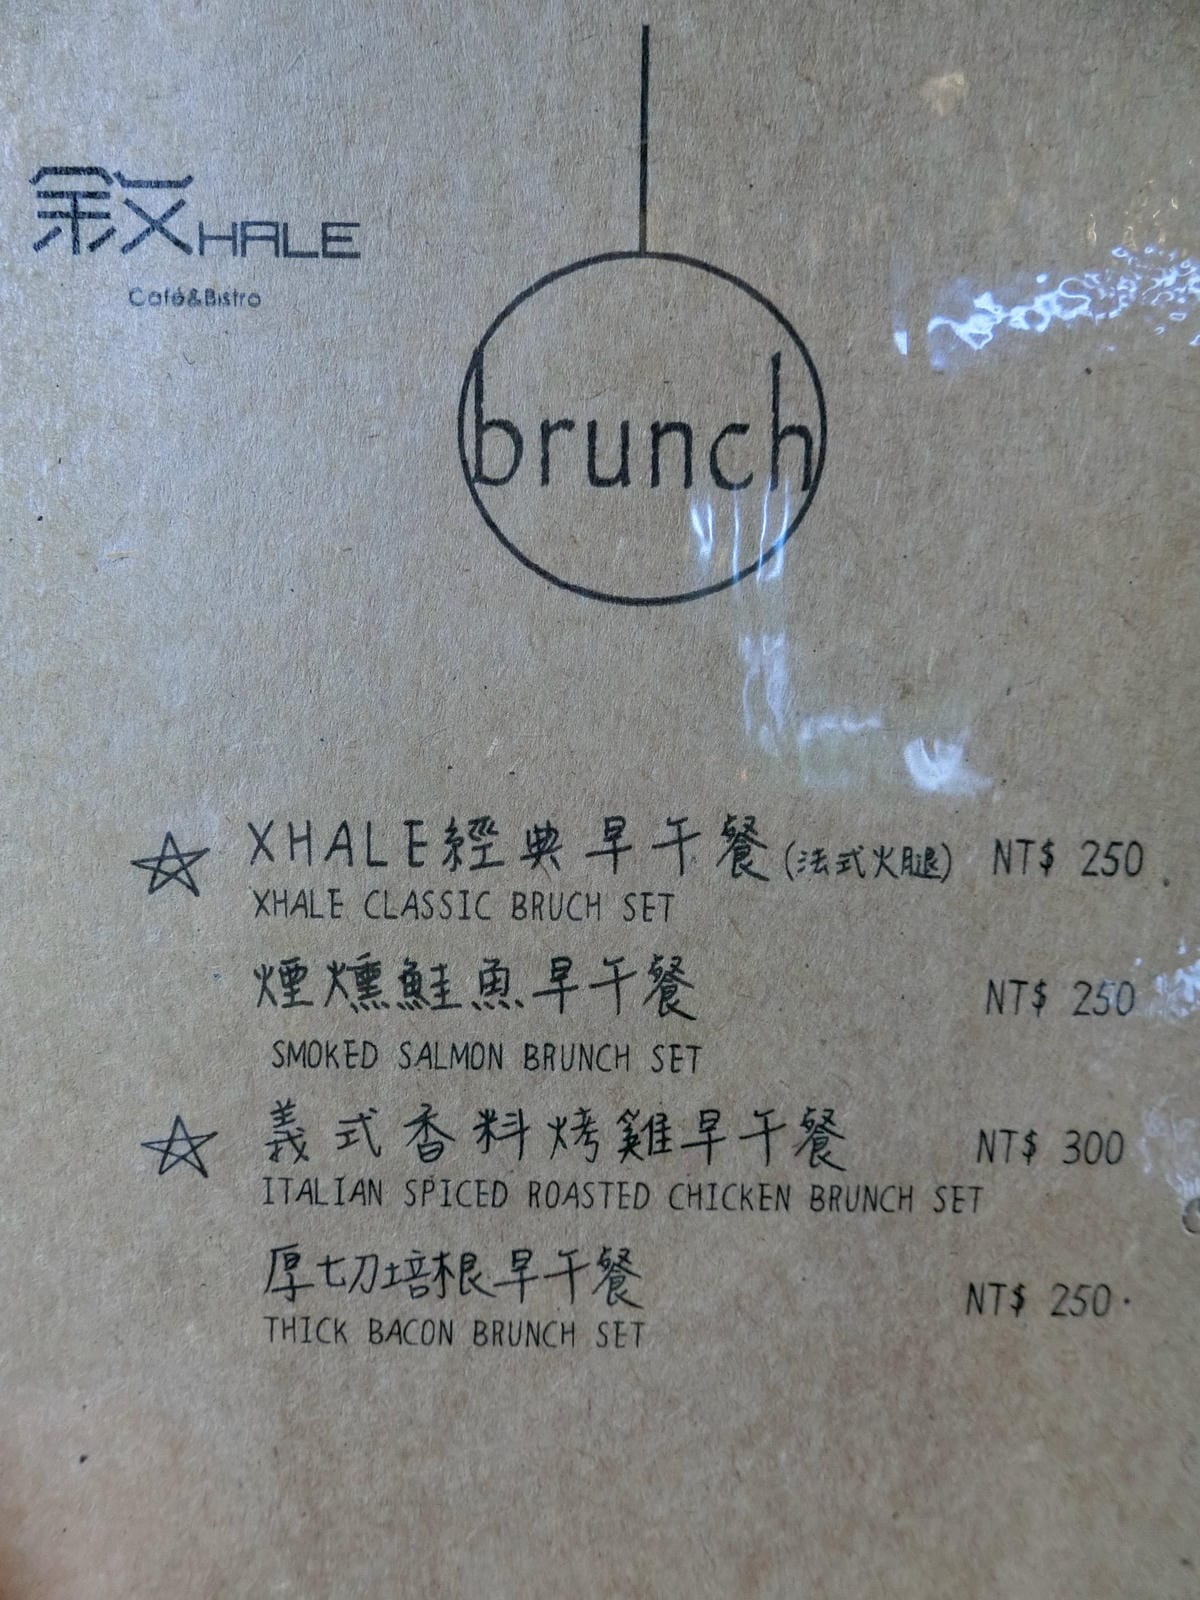 敘XHALE
Café&Bistro
brunch
XHALE經典早午餐(法式火腿) NT$ 250
XHALE CLASSIC BRUCH SET
煙燻鮭魚早午餐 NT$ 250
SMOKED SALMON BRUNCH SET
義式香料烤雞早午餐 NT$ 300
ITALIAN SPICED ROASTED CHICKEN BRUNCH SET
厚切培根早午餐 NT$ 250
THICK BACON BRUNCH SET